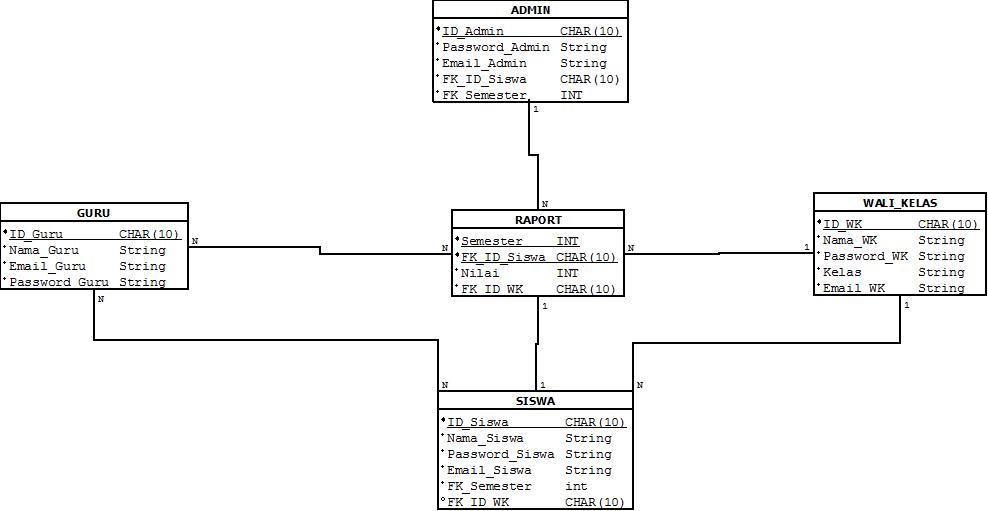 ADMIN
ID_Admin CHAR(10)
Password_Admin String
Email_Admin String
FK_ID_Siswa CHAR(10)
FK_Semester INT
1
N
GURU
ID_Guru CHAR(10)
Nama_Guru String
Email_Guru String
Password_Guru String
N
N
N
RAPORT
Semester INT
FK_ID_Siswa CHAR(10)
Nilai INT
FK_ID_WK CHAR(10)
N
1
1
WALI_KELAS
ID_WK CHAR(10)
Nama_WK String
Password_WK String
Kelas String
Email_WK String
1
N
1
N
SISWA
ID_Siswa CHAR(10)
Nama_Siswa String
Password_Siswa String
Email_Siswa String
FK_Semester int
FK_ID_WK CHAR(10)